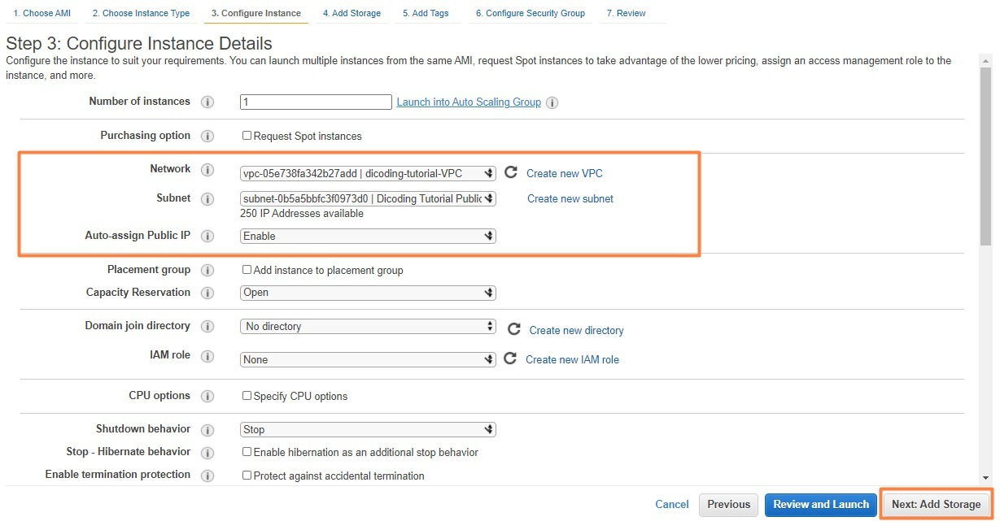 1. Choose AMI 2. Choose Instance Type 3. Configure Instance 4. Add Storage 5. Add Tags 6. Configure Security Group 7. Review
Step 3: Configure Instance Details
Configure the instance to suit your requirements. You can launch multiple instances from the same AMI, request Spot instances to take advantage of the lower pricing, assign an access management role to the
instance, and more.
Number of instances 1 Launch into Auto Scaling Group
Purchasing option Request Spot instances
Network vpc-05e738fa342b27add | dicoding-tutorial-VPC Create new VPC
Subnet subnet-0b5a5bbfc3f0973d0 | Dicoding Tutorial Public Create new subnet
250 IP Addresses available
Auto-assign Public IP Enable
Placement group Add instance to placement group
Capacity Reservation Open
Domain join directory No directory Create new directory
IAM role None Create new IAM role
CPU options Specify CPU options
Shutdown behavior Stop
Stop - Hibernate behavior Enable hibernation as an additional stop behavior
Enable termination protection Protect against accidental termination
Cancel Previous Review and Launch Next: Add Storage